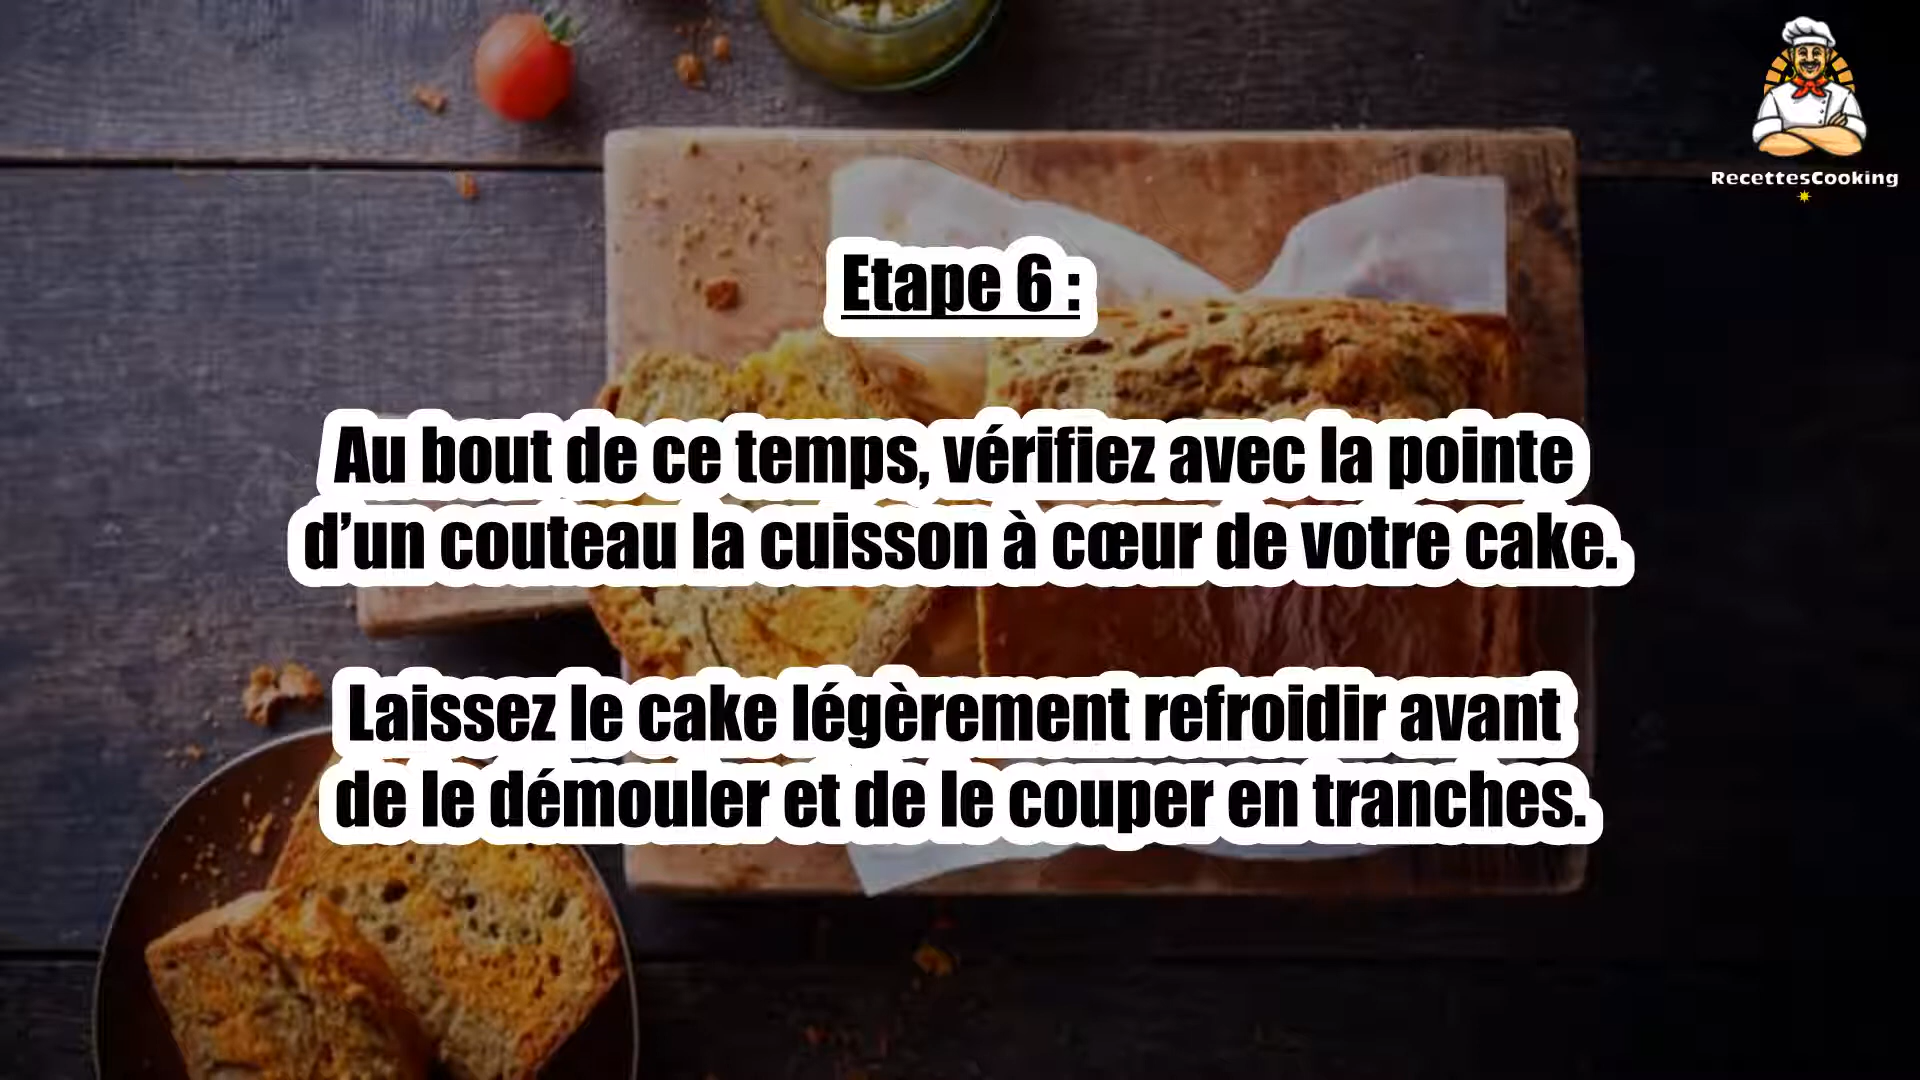 RecettesCooking
Etape 6 :
Au bout de ce temps, vérifiez avec la pointe
d’un couteau la cuisson à cœur de votre cake.
Laissez le cake légèrement refroidir avant
de le démouler et de le couper en tranches.